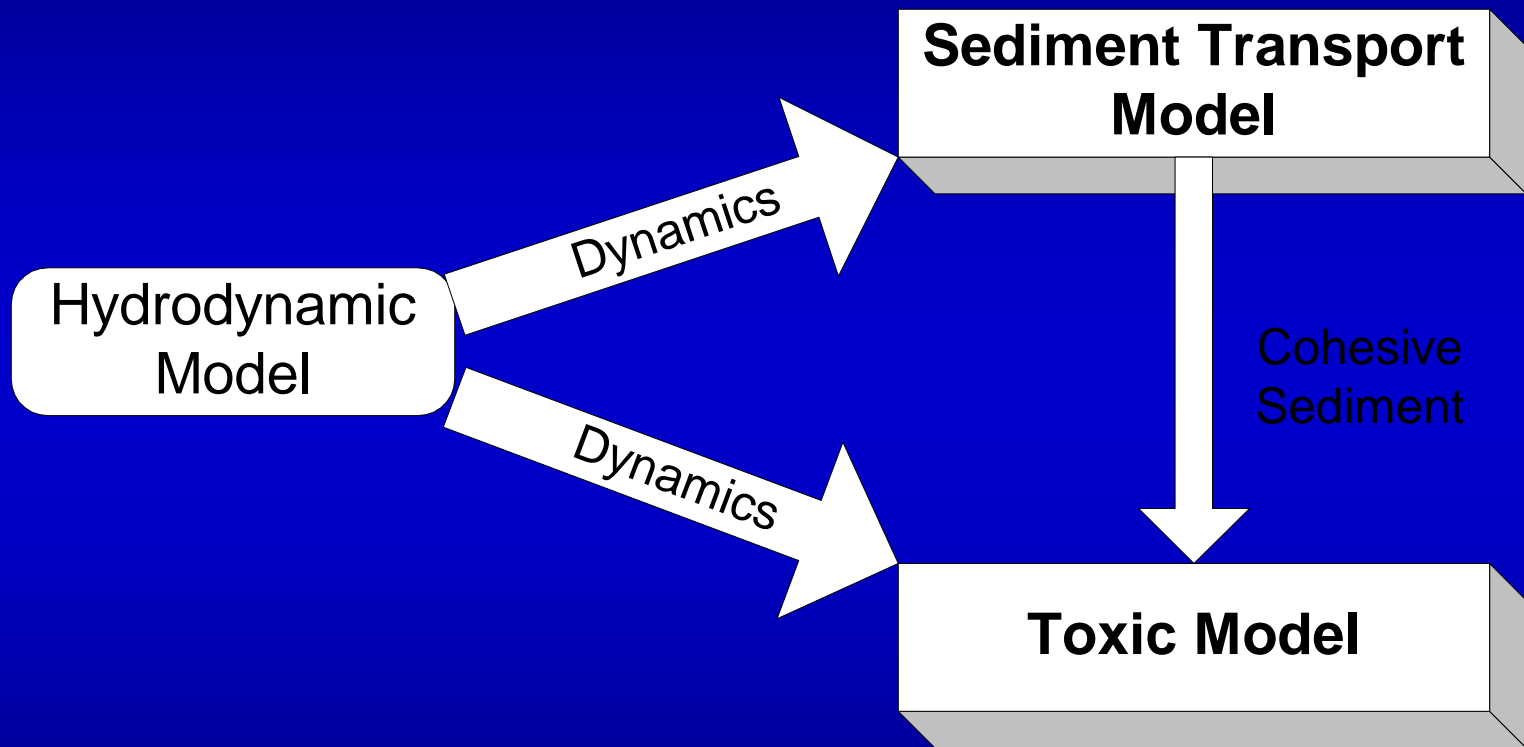 Sediment Transport
Model
Dynamics
Hydrodynamic
Model
Cohesive
Sediment
Dynamics
Toxic Model